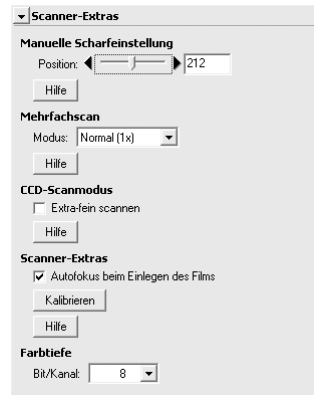 Scanner-Extras
Manuelle Scharfeinstellung
Position: 212
Hilfe
Mehrfachscan
Modus: Normal (1x)
Hilfe
CCD-Scanmodus
Extra-fein scannen
Hilfe
Scanner-Extras
Autofokus beim Einlegen des Films
Kalibrieren
Hilfe
Farbtiefe
Bit/Kanal: 8